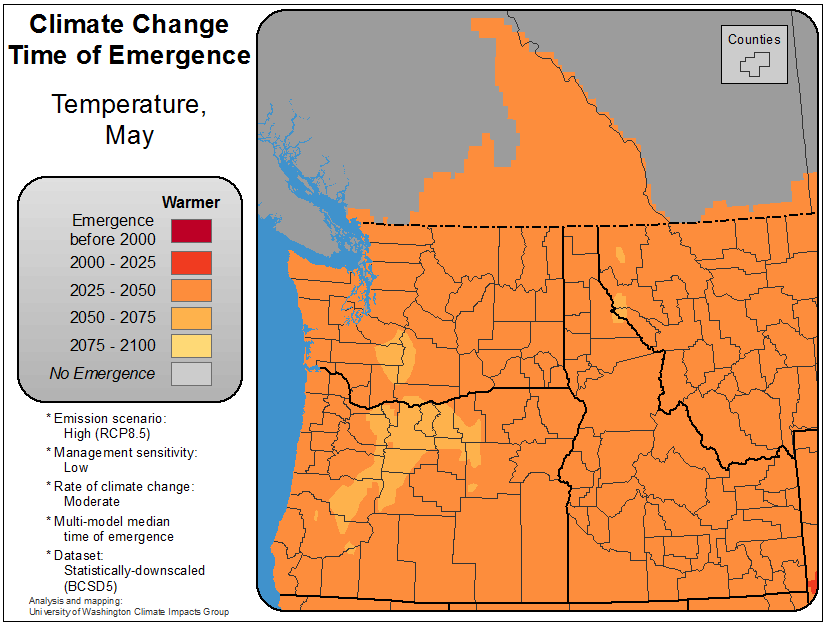 Climate Change
Time of Emergence
Temperature,
May
Warmer
Emergence
before 2000
2000 - 2025
2025 - 2050
2050 - 2075
2075 - 2100
No Emergence
* Emission scenario:
High (RCP8.5)
* Management sensitivity:
Low
* Rate of climate change:
Moderate
* Multi-model median
time of emergence
* Dataset:
Statistically-downscaled
(BCSD5)
Analysis and mapping:
University of Washington Climate Impacts Group
Counties